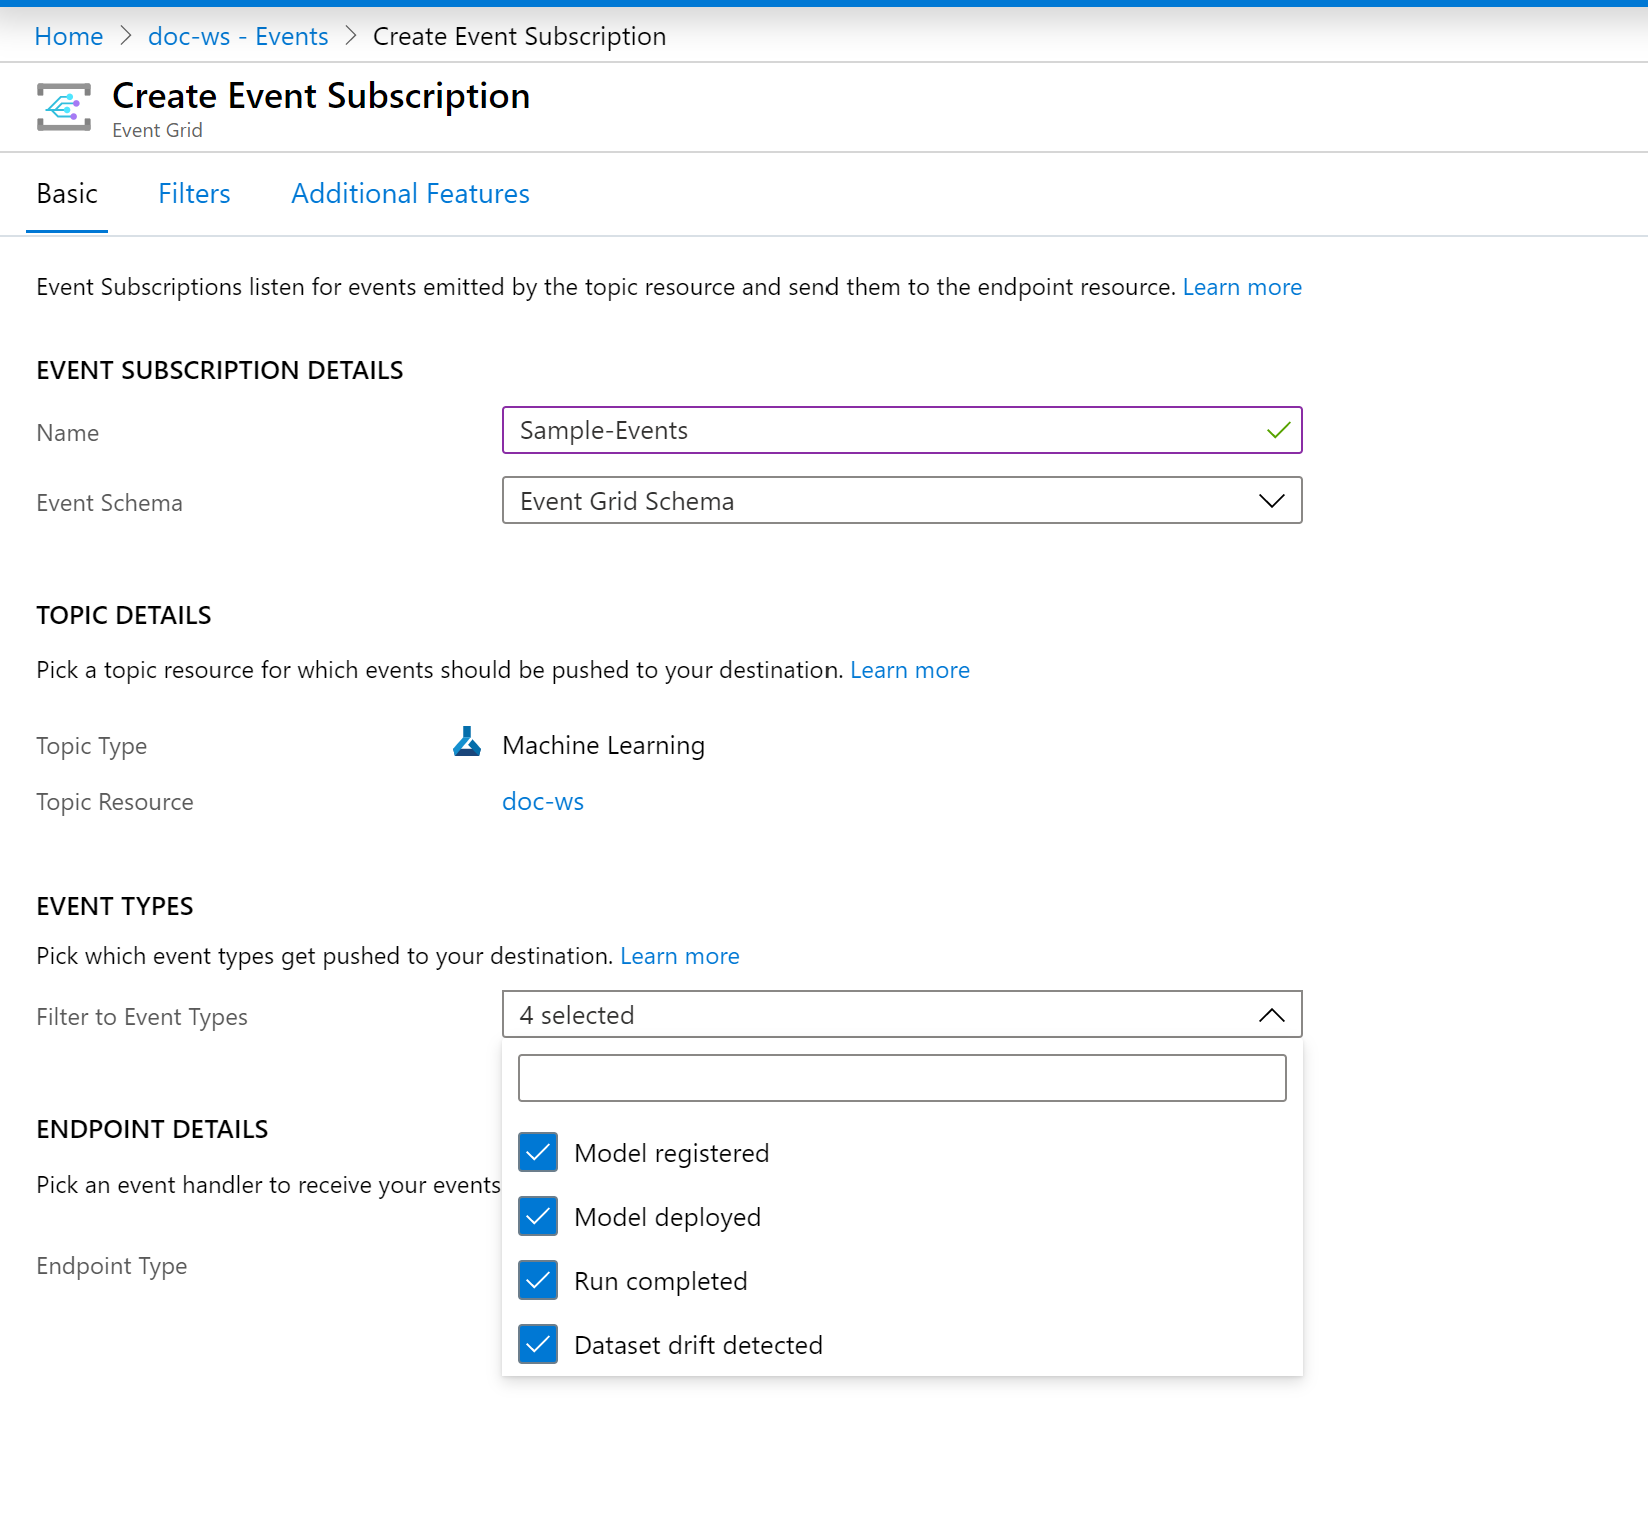 Home > doc-ws - Events > Create Event Subscription
Create Event Subscription
Event Grid
Basic Filters Additional Features
Event Subscriptions listen for events emitted by the topic resource and send them to the endpoint resource. Learn more
EVENT SUBSCRIPTION DETAILS
Name Sample-Events
Event Schema Event Grid Schema
TOPIC DETAILS
Pick a topic resource for which events should be pushed to your destination. Learn more
Topic Type Machine Learning
Topic Resource doc-ws
EVENT TYPES
Pick which event types get pushed to your destination. Learn more
Filter to Event Types 4 selected
Model registered
Model deployed
Run completed
Dataset drift detected
ENDPOINT DETAILS
Pick an event handler to receive your events
Endpoint Type